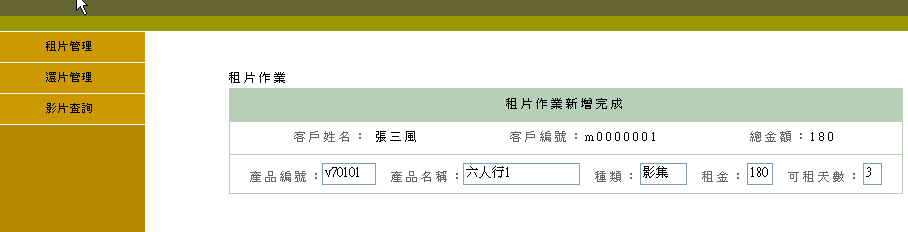 租片管理
還片管理
影片查詢
租片作業
租片作業新增完成
客戶姓名： 張三風 客戶編號：m0000001 總金額：180
產品編號：v70101 產品名稱：六人行1 種類：影集 租金：180 可租天數：3